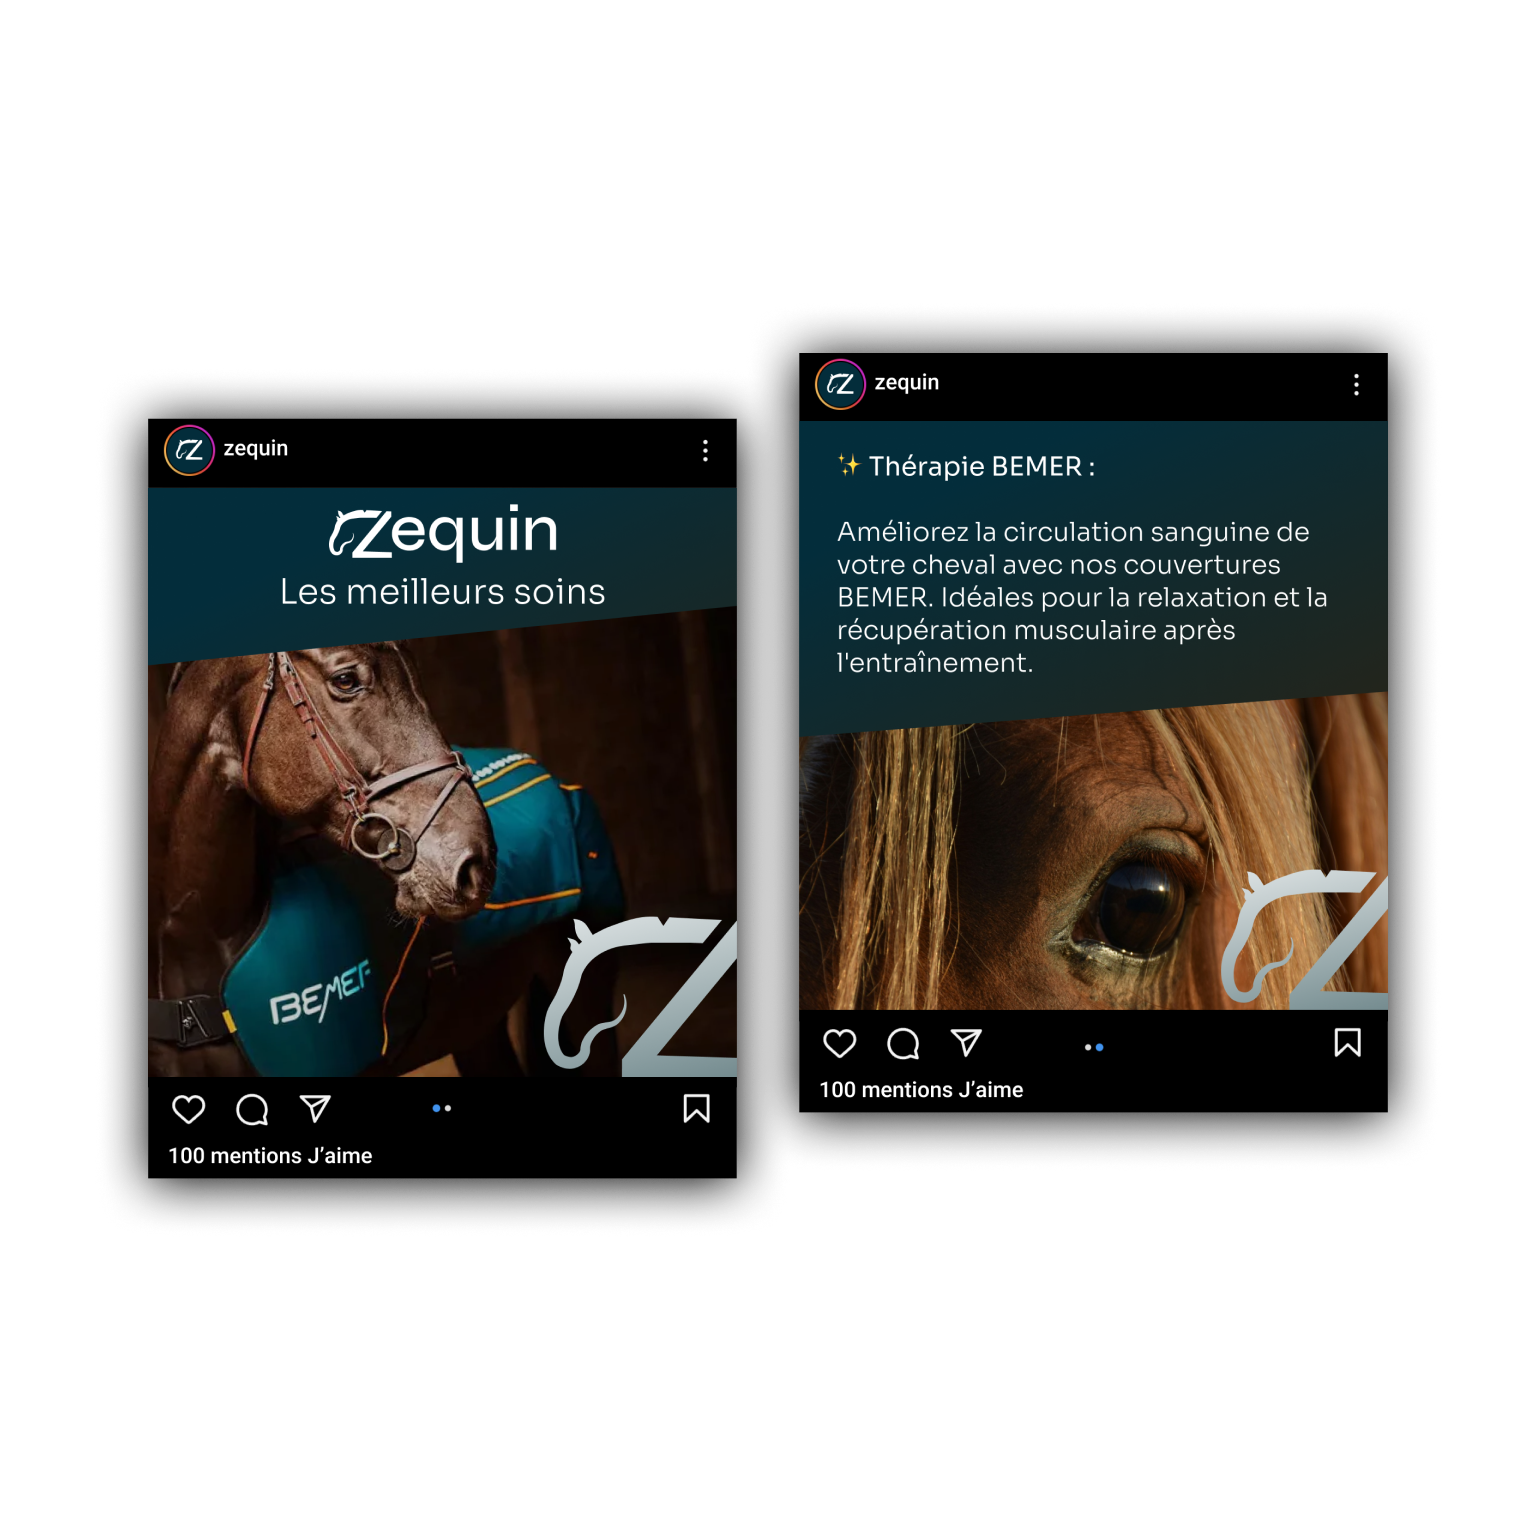 zequin
Zequin
Les meilleurs soins
BEMER
100 mentions J’aime
zequin
✨ Thérapie BEMER :
Améliorez la circulation sanguine de
votre cheval avec nos couvertures
BEMER. Idéales pour la relaxation et la
récupération musculaire après
l'entraînement.
100 mentions J’aime